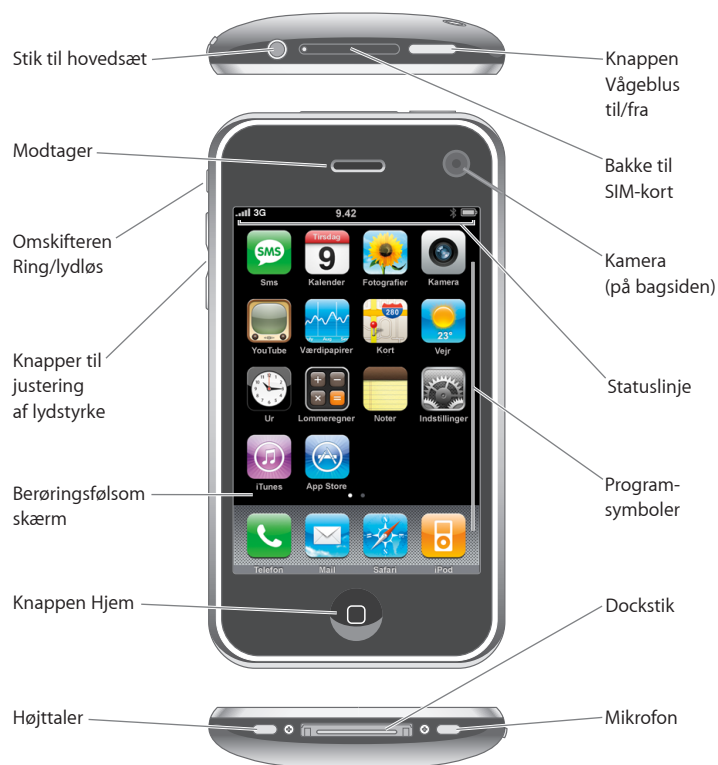 Stik til hovedsæt
Knappen
Vågeblus
til/fra
Modtager
Bakke til
SIM-kort
Omskifteren
Ring/lydløs
Kamera
(på bagsiden)
Knapper til
justering
af lydstyrke
Statuslinje
Berøringsfølsom
skærm
Program-
symboler
Knappen Hjem
Dockstik
Højttaler
Mikrofon
3G 9.42
SMS Tirsdag
9
Sms Kalender Fotografier Kamera
280
23°
YouTube Værdipapirer Kort Vejr
Ur Lommeregner Noter Indstillinger
iTunes App Store
Telefon Mail Safari iPod